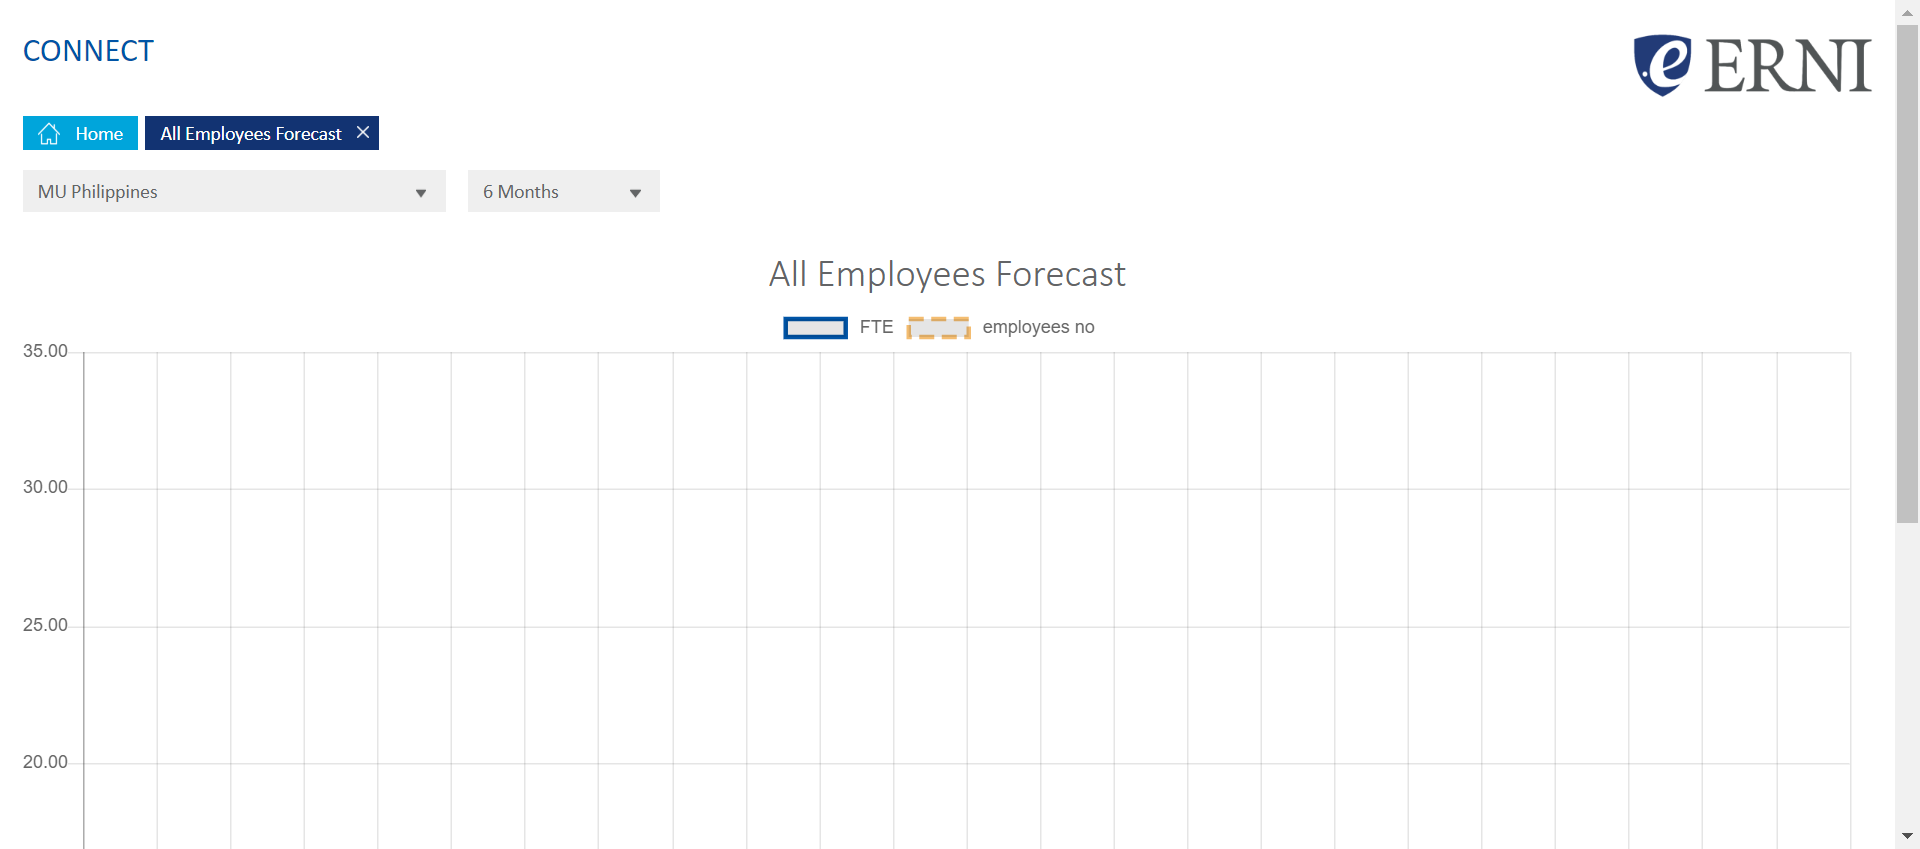 CONNECT
e ERNI
Home
All Employees Forecast
MU Philippines
6 Months
All Employees Forecast
FTE
employees no
35.00
30.00
25.00
20.00